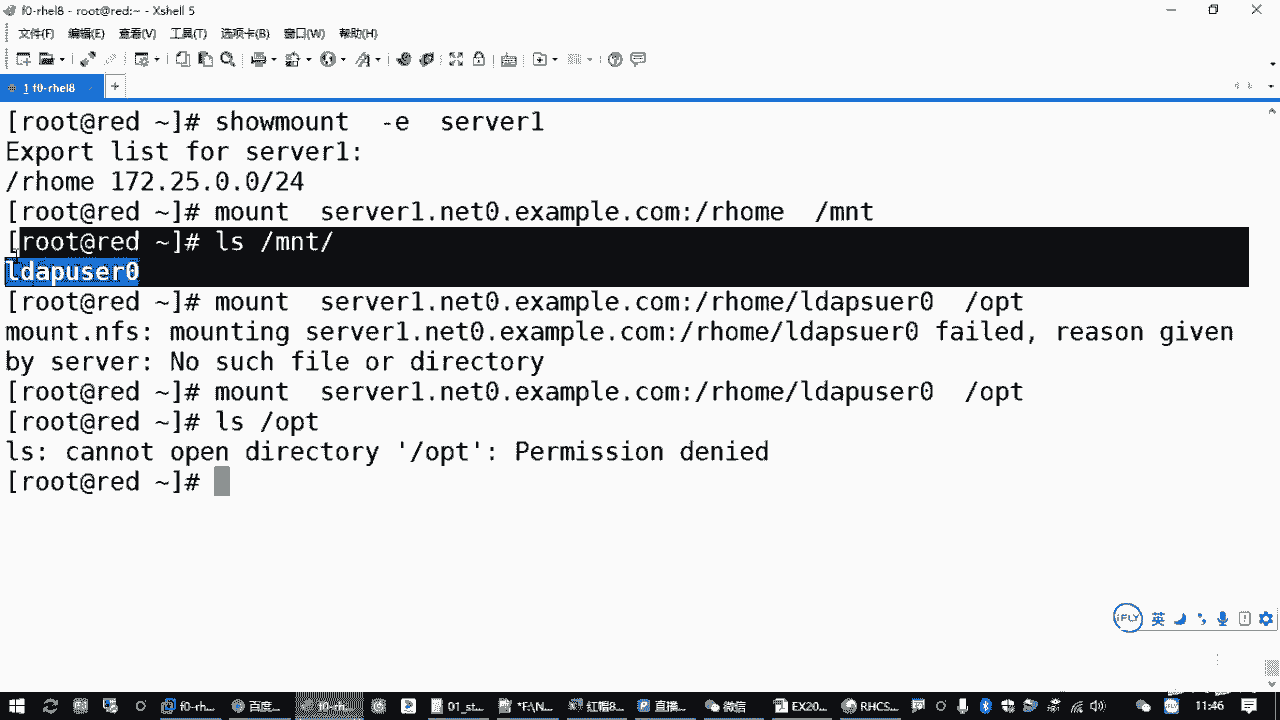 f0-rhel8 - root@red:~ - Xshell 5
文件(F) 编辑(E) 查看(V) 工具(T) 选项卡(B) 窗口(W) 帮助(H)
1 f0-rhel8
[root@red ~]# showmount -e server1
Export list for server1:
/rhome 172.25.0.0/24
[root@red ~]# mount server1.net0.example.com:/rhome /mnt
[root@red ~]# ls /mnt/
ldapuser0
[root@red ~]# mount server1.net0.example.com:/rhome/ldapsuer0 /opt
mount.nfs: mounting server1.net0.example.com:/rhome/ldapsuer0 failed, reason given
by server: No such file or directory
[root@red ~]# mount server1.net0.example.com:/rhome/ldapuser0 /opt
[root@red ~]# ls /opt
ls: cannot open directory '/opt': Permission denied
[root@red ~]#
iFLY 英
f0-rh... 百度... f0-rh... 01_st... *E:\N... 红帽8... 直播... 微信 EX20... RHCS... 11:46